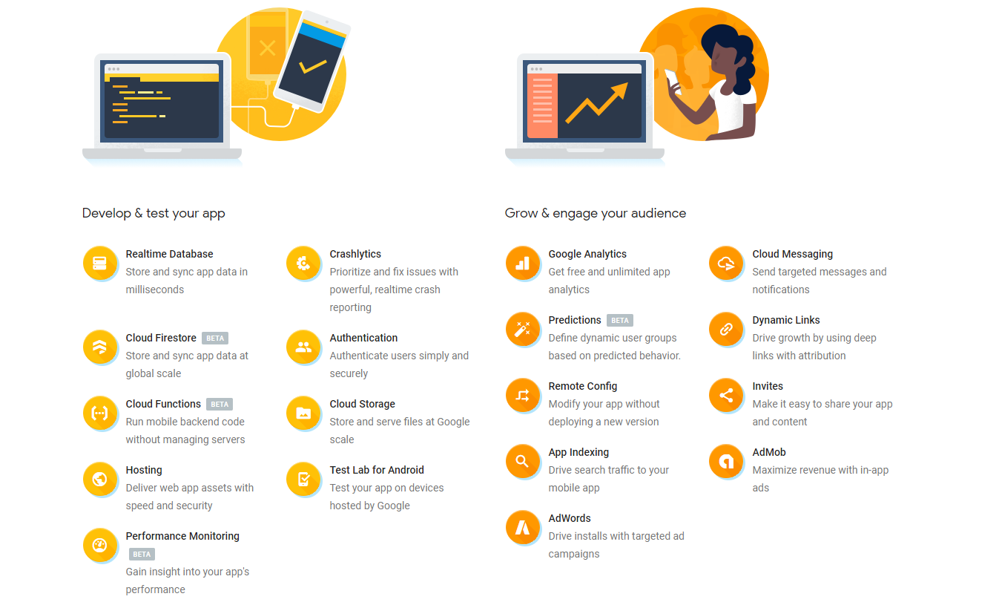 Develop & test your app
Realtime Database
Store and sync app data in
milliseconds
Crashlytics
Prioritize and fix issues with
powerful, realtime crash
reporting
Cloud Firestore BETA
Store and sync app data at
global scale
Authentication
Authenticate users simply and
securely
Cloud Functions BETA
Run mobile backend code
without managing servers
Cloud Storage
Store and serve files at Google
scale
Hosting
Deliver web app assets with
speed and security
Test Lab for Android
Test your app on devices
hosted by Google
Performance Monitoring
BETA
Gain insight into your app's
performance
Grow & engage your audience
Google Analytics
Get free and unlimited app
analytics
Cloud Messaging
Send targeted messages and
notifications
Predictions BETA
Define dynamic user groups
based on predicted behavior.
Dynamic Links
Drive growth by using deep
links with attribution
Remote Config
Modify your app without
deploying a new version
Invites
Make it easy to share your app
and content
App Indexing
Drive search traffic to your
mobile app
AdMob
Maximize revenue with in-app
ads
AdWords
Drive installs with targeted ad
campaigns